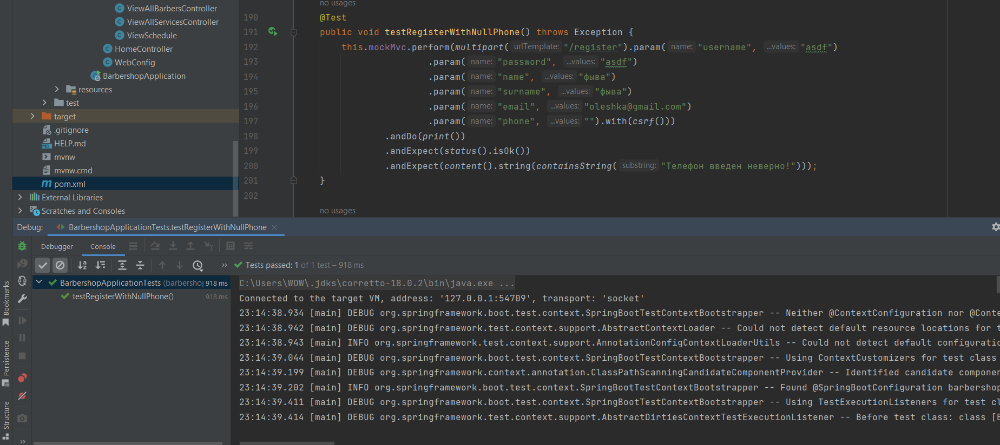 ViewAllBarbersController
ViewAllServicesController
ViewSchedule
HomeController
WebConfig
BarbershopApplication
resources
test
target
.gitignore
HELP.md
mvnw
mvnw.cmd
pom.xml
External Libraries
Scratches and Consoles
no usages
190 @Test
191 public void testRegisterWithNullPhone() throws Exception {
192 this.mockMvc.perform(multipart( urlTemplate: "/register").param( name: "username", ...values: "asdf")
193 .param( name: "password", ...values: "asdf")
194 .param( name: "name", ...values: "фыва")
195 .param( name: "surname", ...values: "фыва")
196 .param( name: "email", ...values: "oleshka@gmail.com")
197 .param( name: "phone", ...values: "").with(csrf()))
198 .andDo(print())
199 .andExpect(status().isOk())
200 .andExpect(content().string(containsString( substring: "Телефон введен неверно!")));
201 }
202
no usages
Debug: BarbershopApplicationTests.testRegisterWithNullPhone
Debugger Console
Tests passed: 1 of 1 test – 918 ms
BarbershopApplicationTests (barbershop 918 ms
testRegisterWithNullPhone() 918 ms
C:\Users\WOW\.jdks\corretto-18.0.2\bin\java.exe ...
Connected to the target VM, address: '127.0.0.1:54709', transport: 'socket'
23:14:38.934 [main] DEBUG org.springframework.boot.test.context.SpringBootTestContextBootstrapper -- Neither @ContextConfiguration nor @Conte
23:14:38.942 [main] DEBUG org.springframework.test.context.support.AbstractContextLoader -- Could not detect default resource locations for t
23:14:38.943 [main] INFO org.springframework.test.context.support.AnnotationConfigContextLoaderUtils -- Could not detect default configuratio
23:14:39.044 [main] DEBUG org.springframework.boot.test.context.SpringBootTestContextBootstrapper -- Using ContextCustomizers for test class
23:14:39.199 [main] DEBUG org.springframework.context.annotation.ClassPathScanningCandidateComponentProvider -- Identified candidate componen
23:14:39.202 [main] INFO org.springframework.boot.test.context.SpringBootTestContextBootstrapper -- Found @SpringBootConfiguration barbershop
23:14:39.411 [main] DEBUG org.springframework.boot.test.context.SpringBootTestContextBootstrapper -- Using TestExecutionListeners for test cl
23:14:39.414 [main] DEBUG org.springframework.test.context.support.AbstractDirtiesContextTestExecutionListener -- Before test class: class [B
Bookmarks
Persistence
Structure